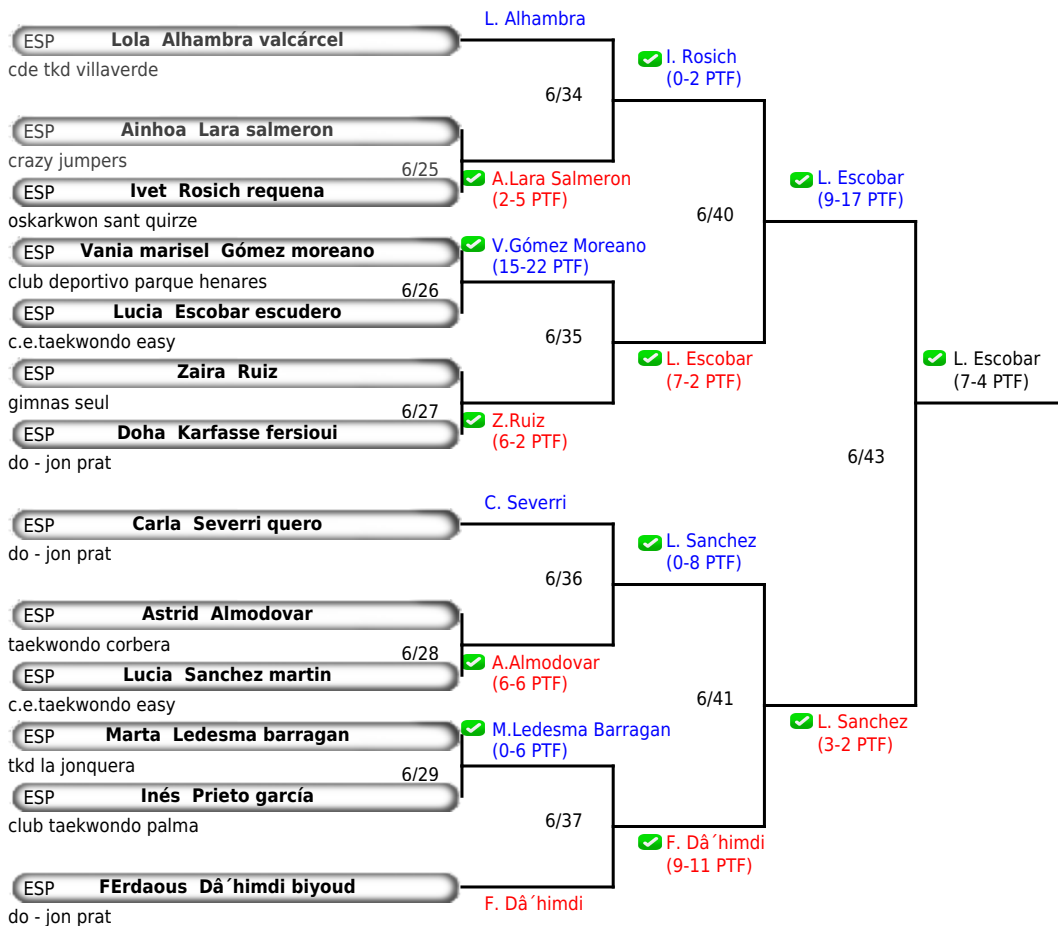 L. Alhambra
ESP Lola Alhambra valcárcel
cde tkd villaverde
I. Rosich
(0-2 PTF)
6/34
ESP Ainhoa Lara salmeron
crazy jumpers
6/25
A.Lara Salmeron
(2-5 PTF)
ESP Ivet Rosich requena
oskarkwon sant quirze
L. Escobar
(9-17 PTF)
6/40
ESP Vania marisel Gómez moreano
V.Gómez Moreano
(15-22 PTF)
club deportivo parque henares
6/26
ESP Lucia Escobar escudero
c.e.taekwondo easy
6/35
L. Escobar
(7-2 PTF)
L. Escobar
(7-4 PTF)
ESP Zaira Ruiz
gimnas seul
6/27
Z.Ruiz
(6-2 PTF)
ESP Doha Karfasse fersioui
do - jon prat
6/43
C. Severri
ESP Carla Severri quero
do - jon prat
L. Sanchez
(0-8 PTF)
6/36
ESP Astrid Almodovar
taekwondo corbera
6/28
A.Almodovar
(6-6 PTF)
ESP Lucia Sanchez martin
c.e.taekwondo easy
6/41
L. Sanchez
(3-2 PTF)
ESP Marta Ledesma barragan
M.Ledesma Barragan
(0-6 PTF)
tkd la jonquera
6/29
ESP Inés Prieto garcía
club taekwondo palma
6/37
F. Dâ´himdi
(9-11 PTF)
ESP FErdaous Dâ´himdi biyoud
do - jon prat
F. Dâ´himdi